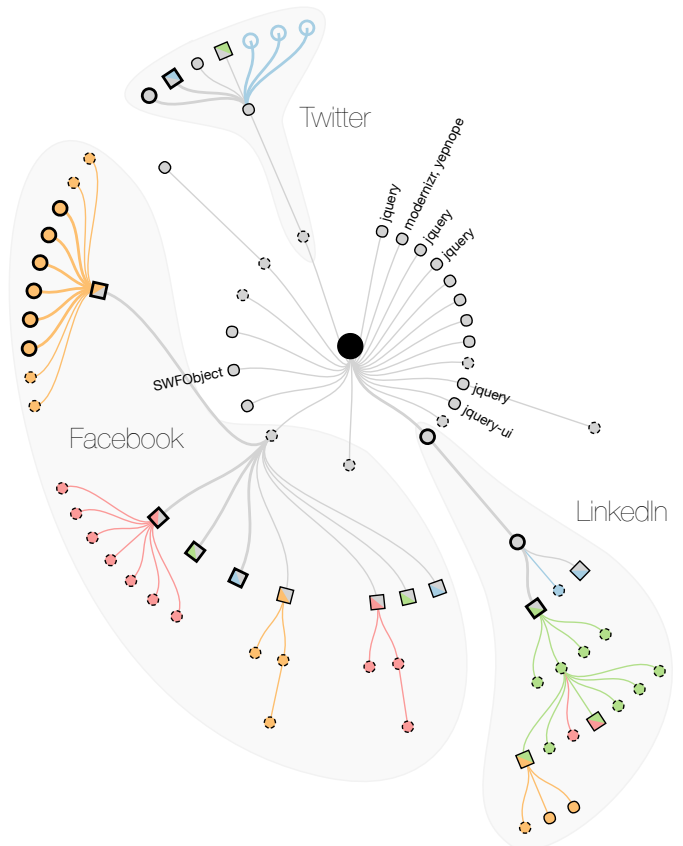 Twitter
jquery
modernizr, yepnope
jquery
jquery
SWFObject
jquery
jquery-ui
Facebook
LinkedIn